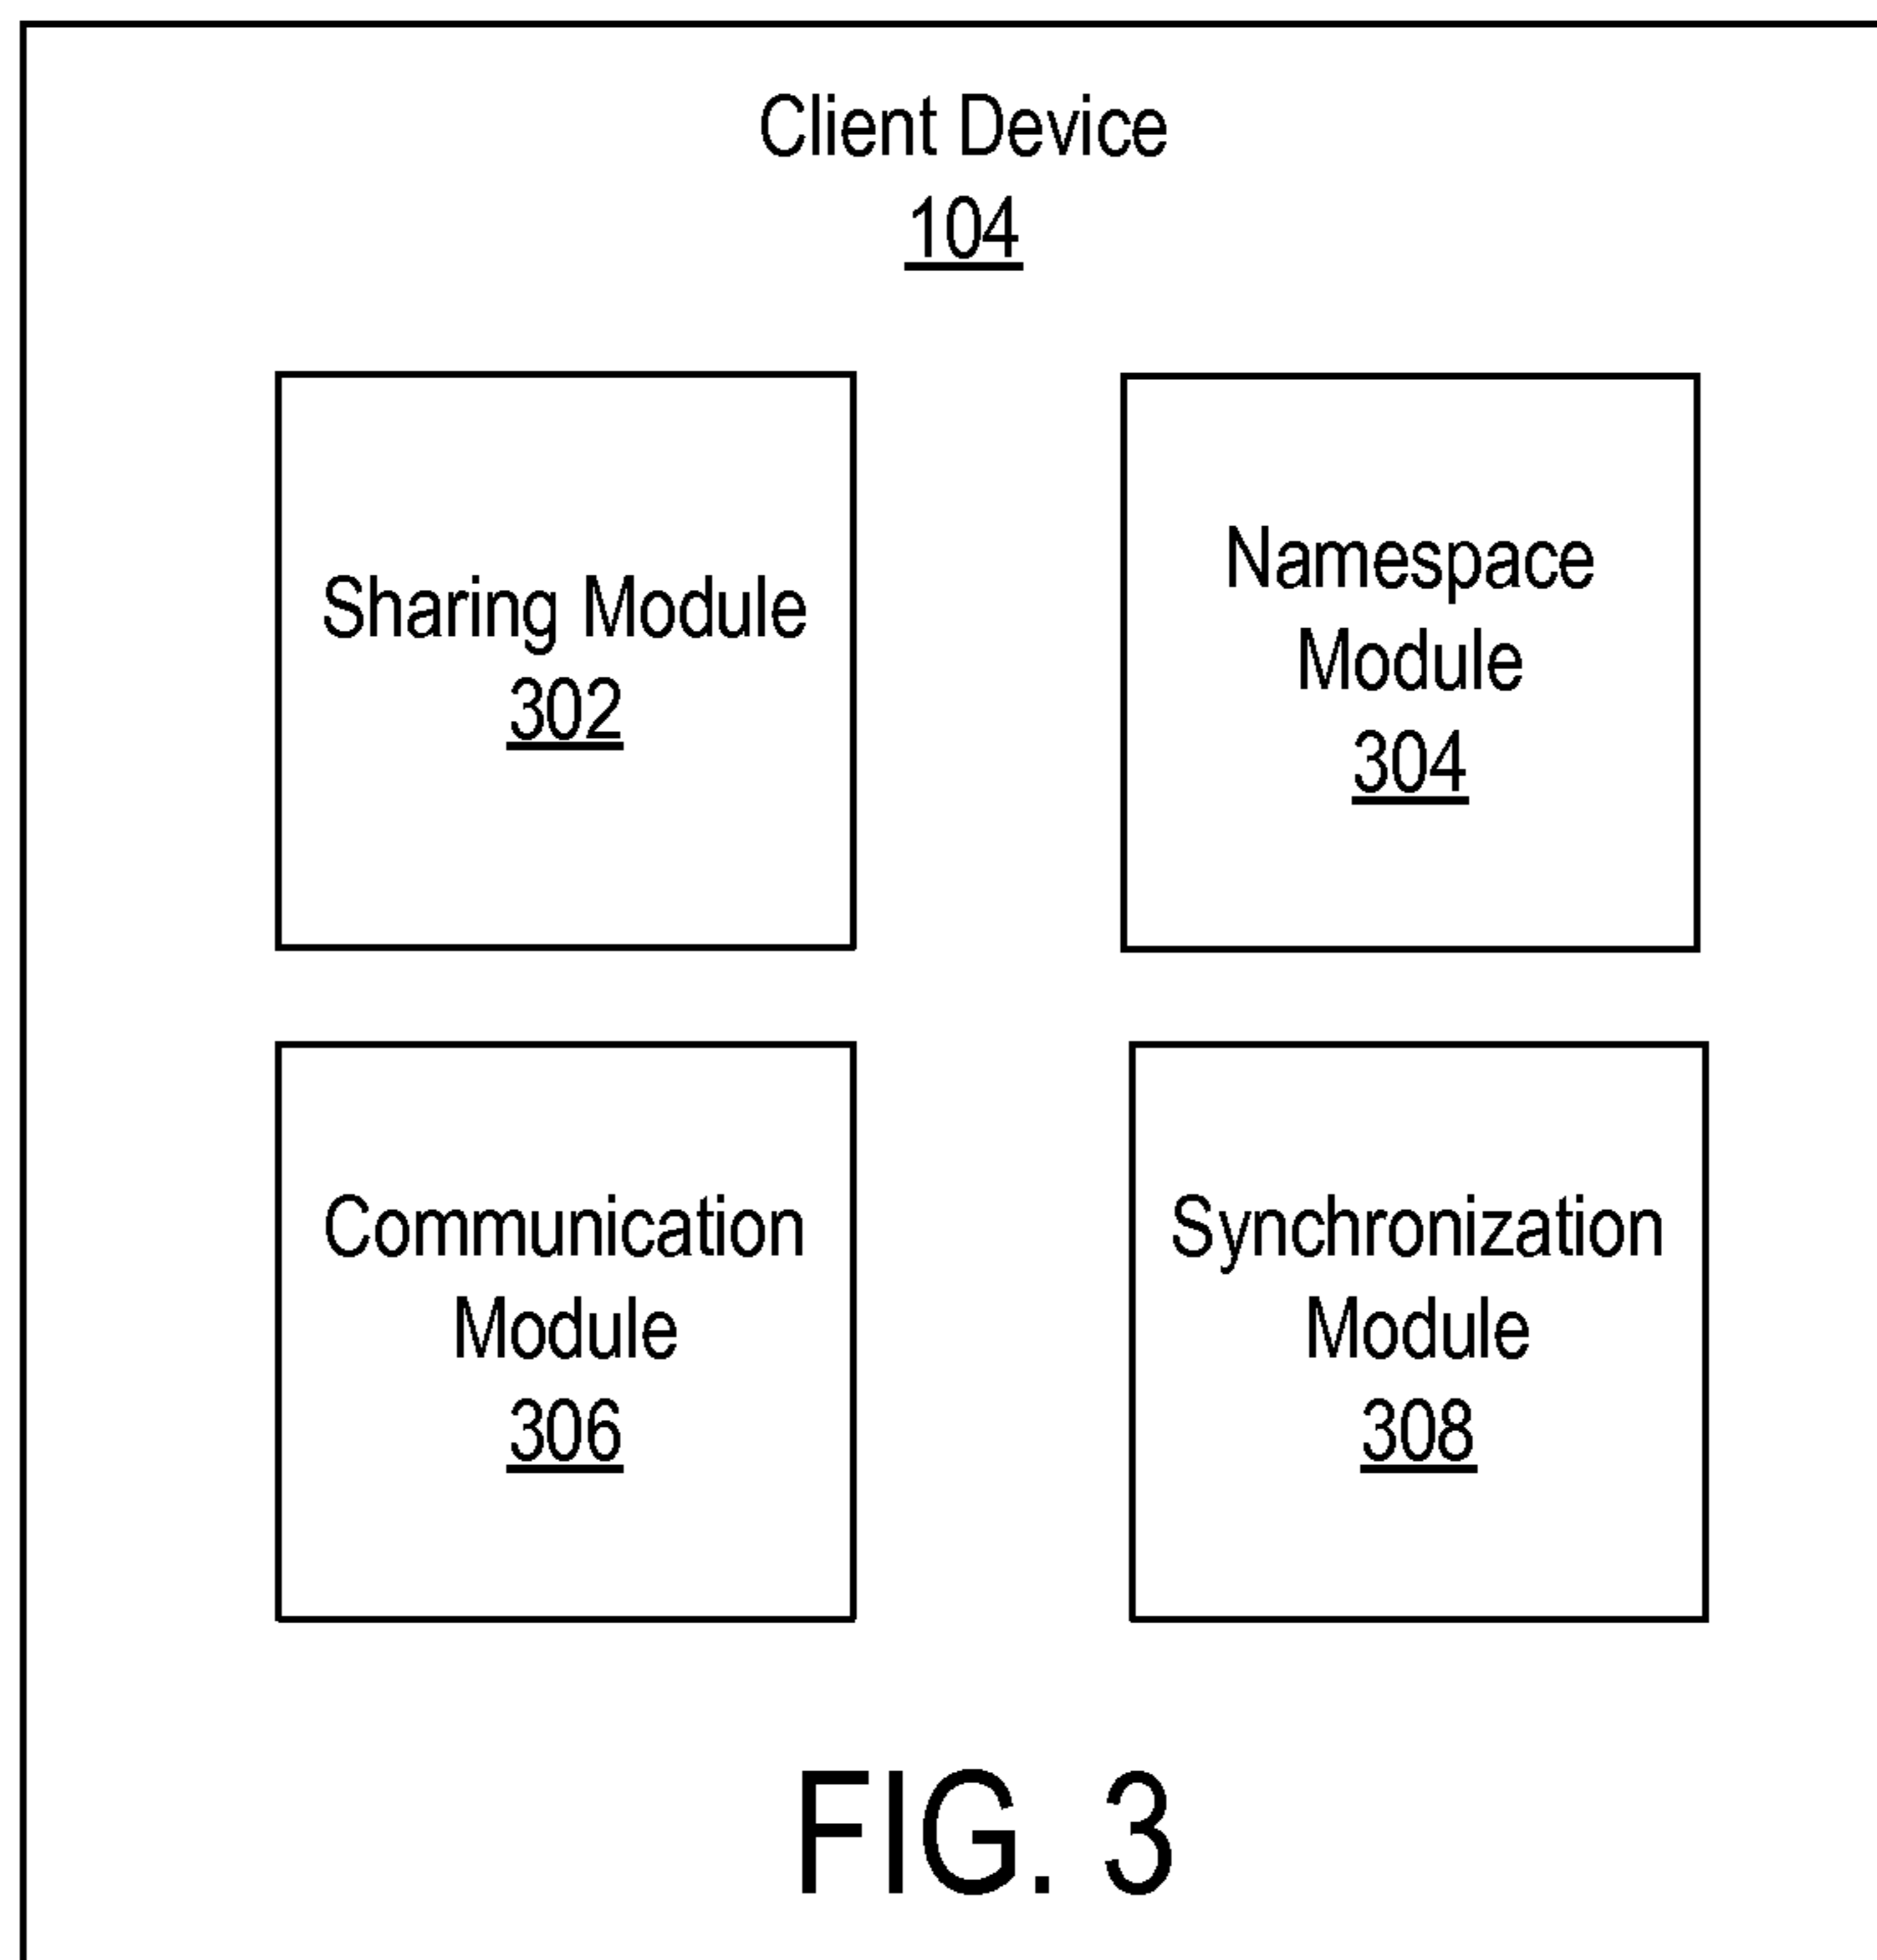 Client Device
104
Sharing Module
302
Namespace
Module
304
Communication
Module
306
Synchronization
Module
308
FIG. 3